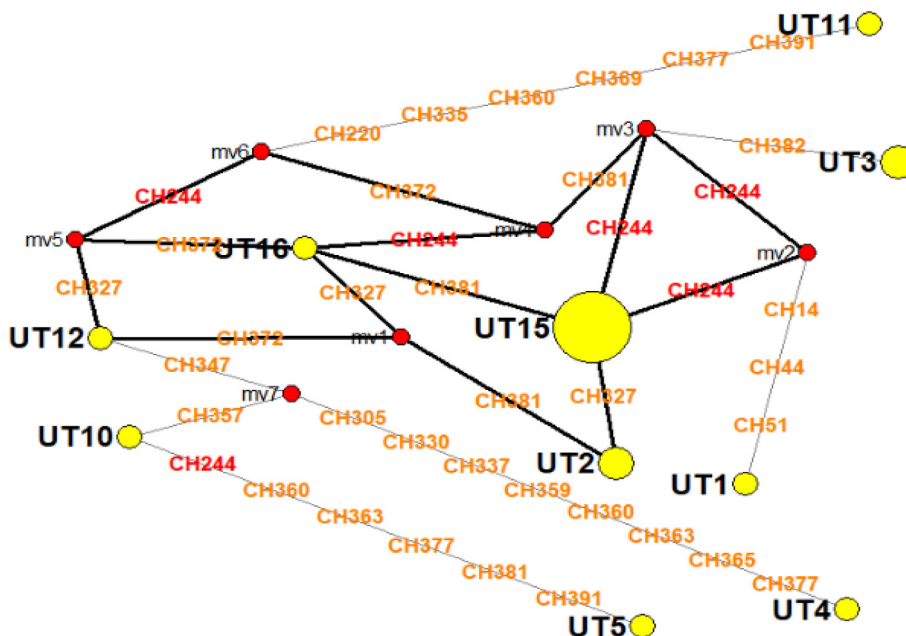 UT11
CH391
CH377
CH369
CH360
CH335
CH220
mv6
mv3
CH382
UT3
CH381
CH372
CH244
CH244
CH244
mv5
CH372
UT16
CH244
mv4
mv2
CH327
CH381
CH327
CH244
CH14
UT12
CH372
mv1
UT15
CH347
CH44
mv7
CH381
CH327
CH357
CH305
CH51
UT10
CH330
UT2
CH244
CH337
UT1
CH360
CH359
CH363
CH360
CH377
CH363
CH381
CH365
CH391
CH377
UT5
UT4